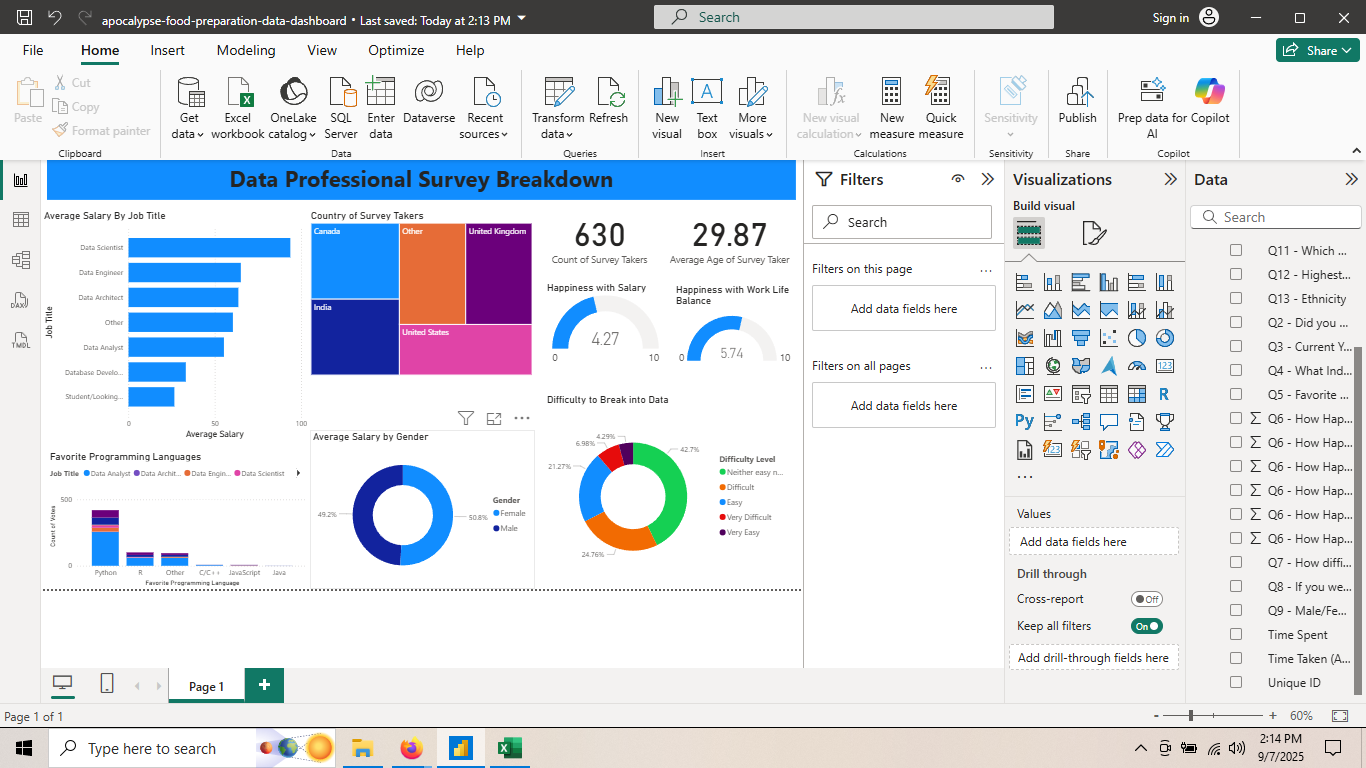 apocalypse-food-preparation-data-dashboard • Last saved: Today at 2:13 PM
Search
Sign in
File Home Insert Modeling View Optimize Help
Share
Paste
Cut
Copy
Format painter
Clipboard
Get data
Excel workbook
OneLake catalog
SQL Server
Enter data
Dataverse
Recent sources
Data
Transform data
Refresh
Queries
New visual
Text box
More visuals
Insert
New visual calculation
New measure
Quick measure
Calculations
Sensitivity
Sensitivity
Publish
Share
Prep data for AI
Copilot
Copilot
DAX
TMDL
Data Professional Survey Breakdown
Average Salary By Job Title
Job Title
Data Scientist
Data Engineer
Data Architect
Other
Data Analyst
Database Develo...
Student/Looking...
0 50 100
Average Salary
Country of Survey Takers
Canada
Other
United Kingdom
India
United States
630
Count of Survey Takers
29.87
Average Age of Survey Taker
Happiness with Salary
4.27
0 10
Happiness with Work Life Balance
5.74
0 10
Favorite Programming Languages
Job Title Data Analyst Data Archit... Data Engin... Data Scientist
Count of Votes
500
0
Python R Other C/C++ JavaScript Java
Favorite Programming Language
Average Salary by Gender
49.2%
50.8%
Gender
Female
Male
Difficulty to Break into Data
4.29%
6.98%
21.27%
24.76%
42.7%
Difficulty Level
Neither easy n...
Difficult
Easy
Very Difficult
Very Easy
Filters
Search
Filters on this page ...
Add data fields here
Filters on all pages ...
Add data fields here
Visualizations
Build visual
123
R
Py
123
...
Values
Add data fields here
Drill through
Cross-report Off
Keep all filters On
Add drill-through fields here
Data
Search
Q11 - Which ...
Q12 - Highest...
Q13 - Ethnicity
Q2 - Did you ...
Q3 - Current Y...
Q4 - What Ind...
Q5 - Favorite ...
Q6 - How Hap...
Q6 - How Hap...
Q6 - How Hap...
Q6 - How Hap...
Q6 - How Hap...
Q6 - How Hap...
Q7 - How diffi...
Q8 - If you we...
Q9 - Male/Fe...
Time Spent
Time Taken (A...
Unique ID
Page 1
+
Page 1 of 1
- + 60%
Type here to search
2:14 PM
9/7/2025